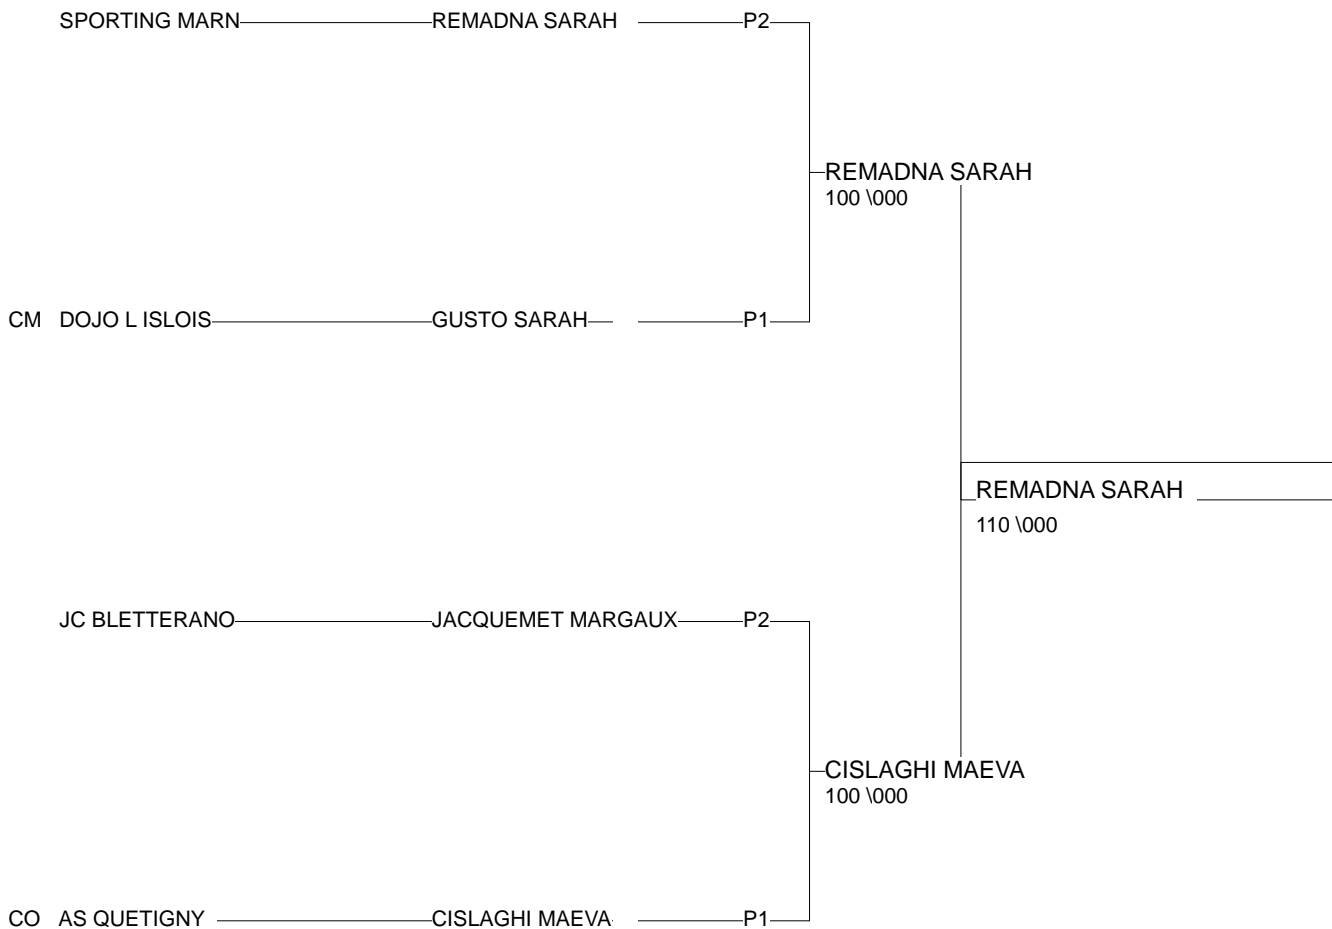 SPORTING MARN REMADNA SARAH P2
REMADNA SARAH
100 \000
CM DOJO L ISLOIS GUSTO SARAH P1
REMADNA SARAH
110 \000
JC BLETTERANO JACQUEMET MARGAUX P2
CISLAGHI MAEVA
100 \000
CO AS QUETIGNY CISLAGHI MAEVA P1